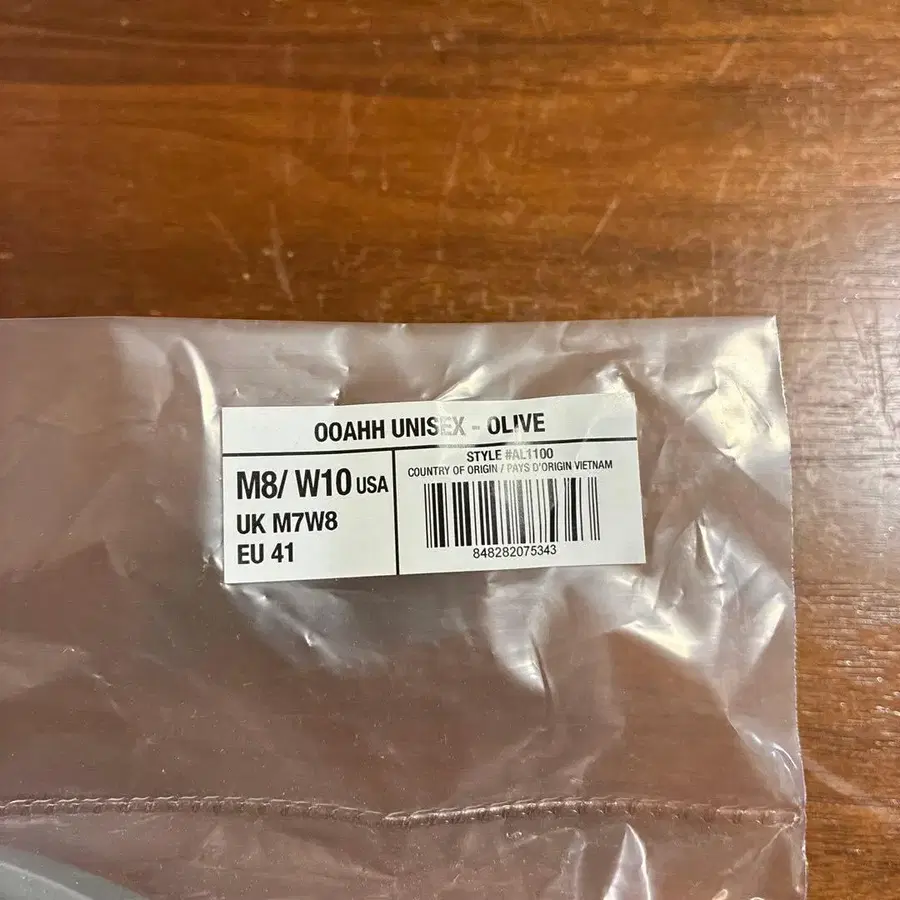 OOAHH UNISEX - OLIVE
M8/ W10 USA
UK M7W8
EU 41
STYLE #AL1100
COUNTRY OF ORIGIN / PAYS D'ORIGIN VIETNAM
848282075343